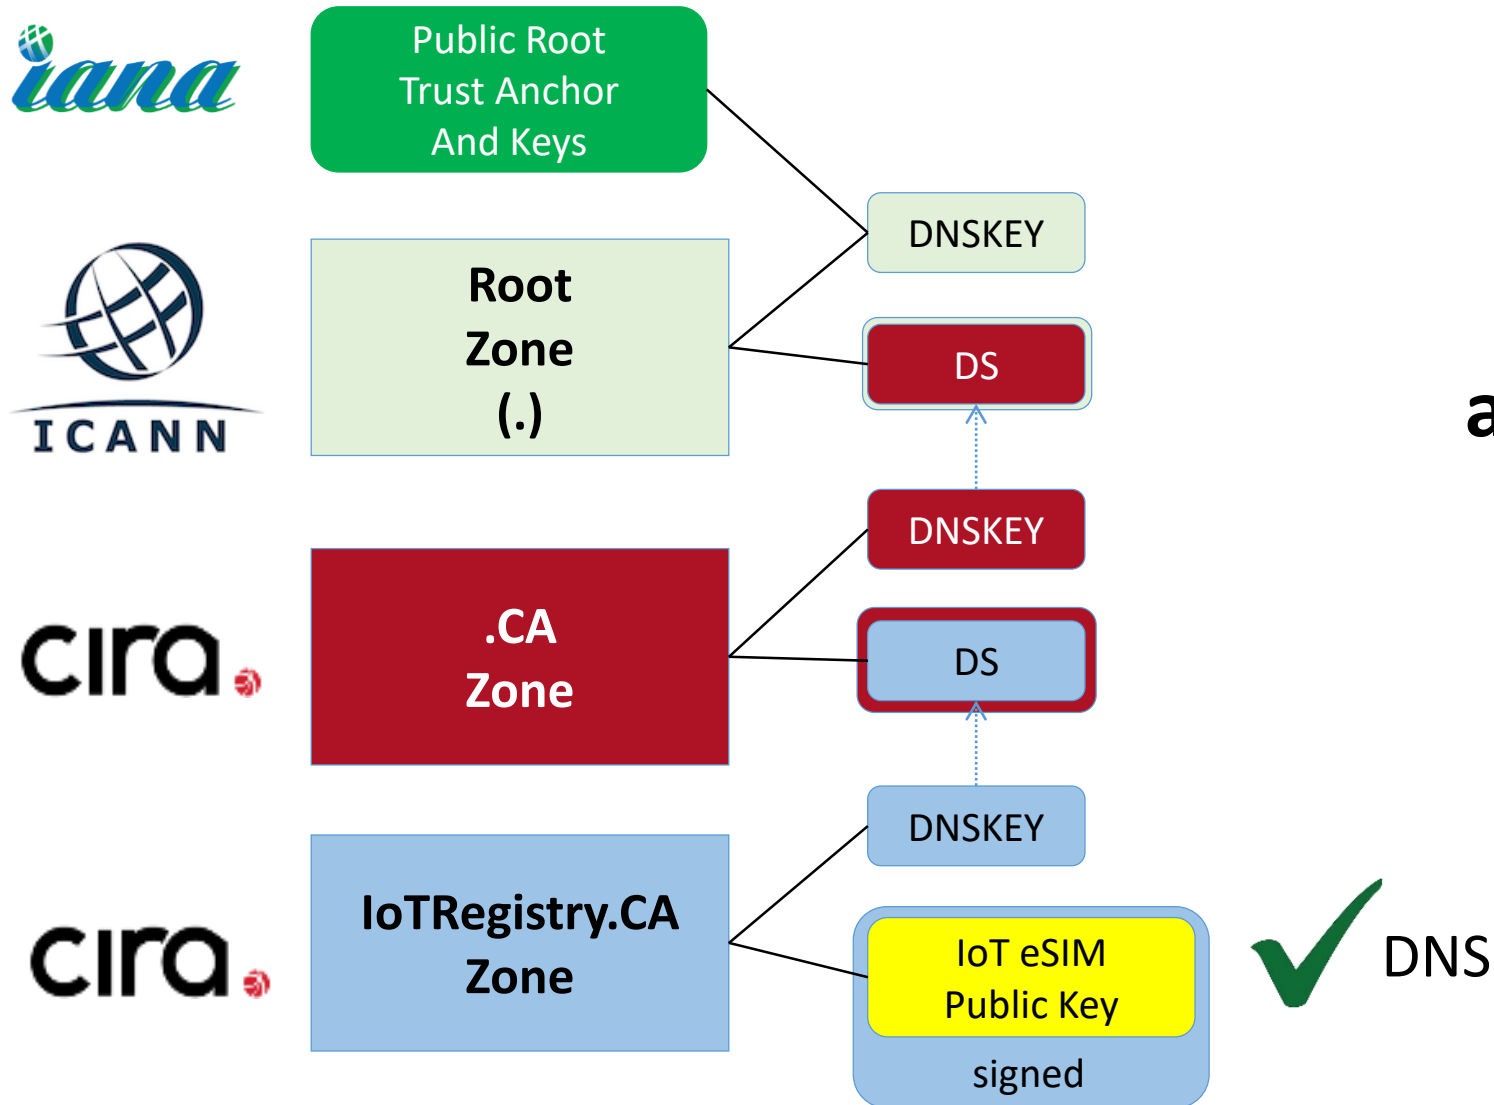 iana
Public Root
Trust Anchor
And Keys
DNSKEY
ICANN
Root
Zone
(.)
DS
a
DNSKEY
cira
.CA
Zone
DS
DNSKEY
cira
IoTRegistry.CA
Zone
IoT eSIM
Public Key
signed
DNS